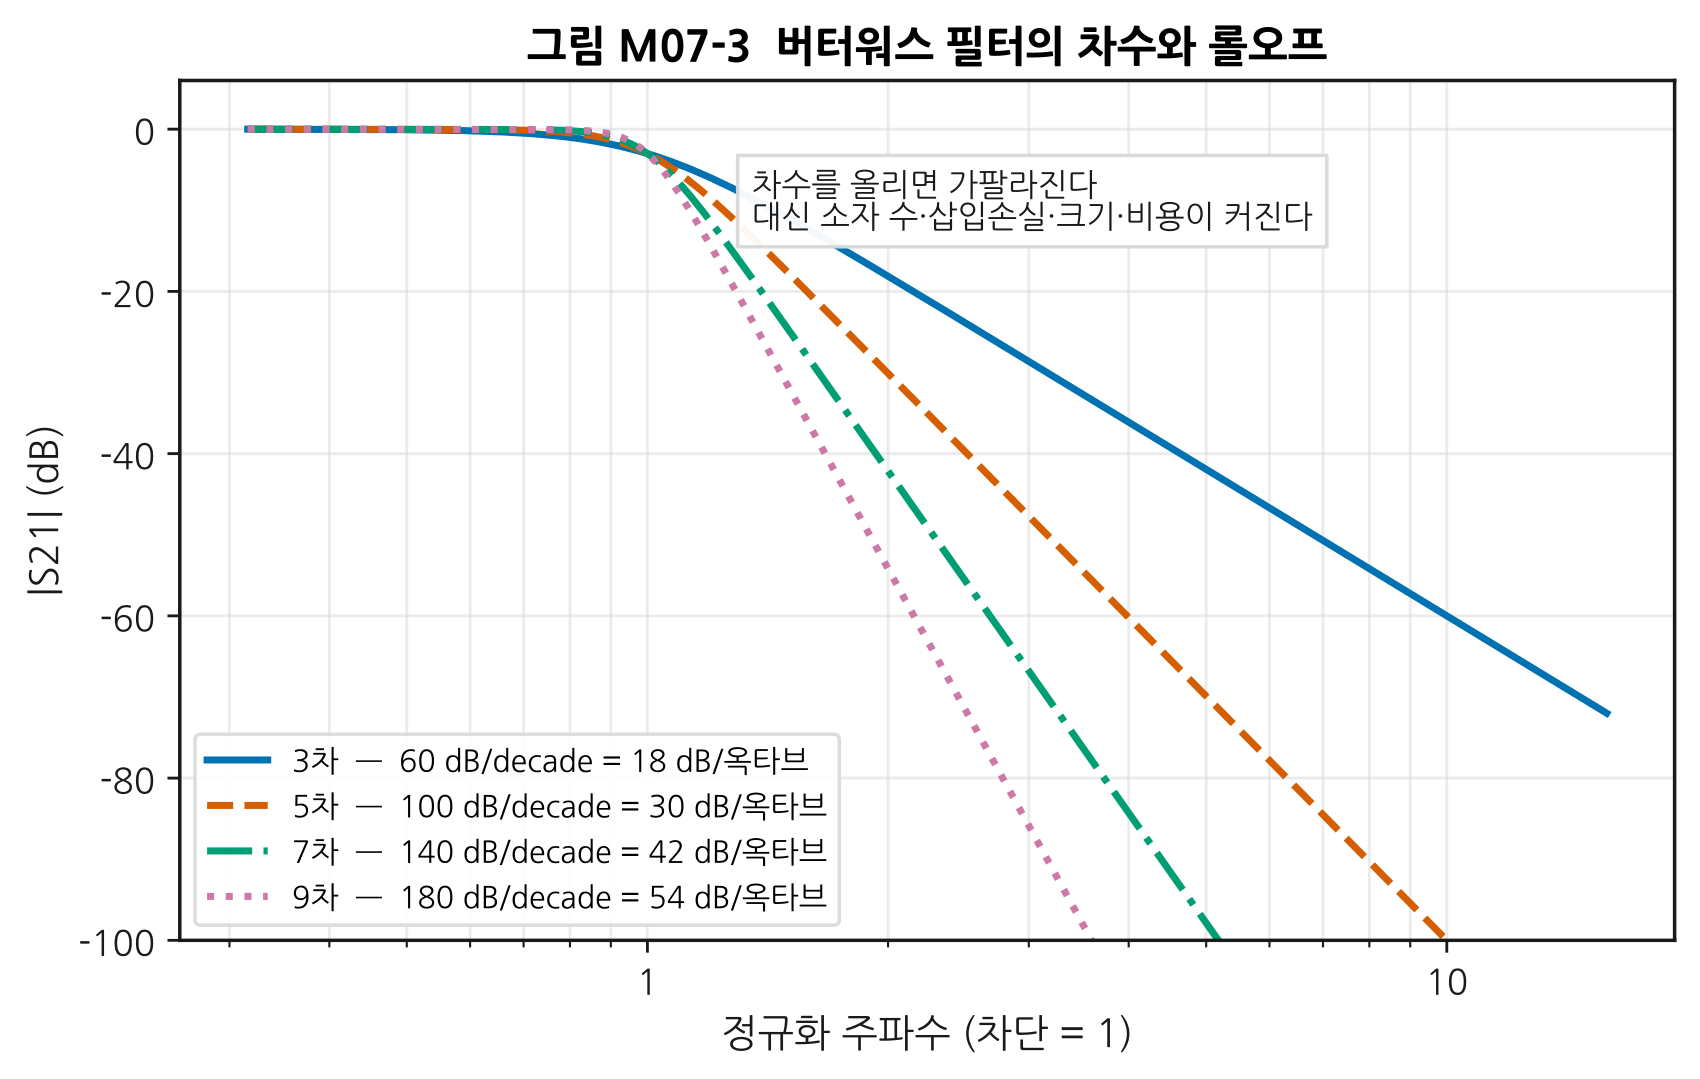 그림 M07-3 버터워스 필터의 차수와 롤오프
차수를 올리면 가팔라진다
대신 소자 수·삽입손실·크기·비용이 커진다
|S21| (dB)
0
-20
-40
-60
-80
-100
3차 — 60 dB/decade = 18 dB/옥타브
5차 — 100 dB/decade = 30 dB/옥타브
7차 — 140 dB/decade = 42 dB/옥타브
9차 — 180 dB/decade = 54 dB/옥타브
1
10
정규화 주파수 (차단 = 1)